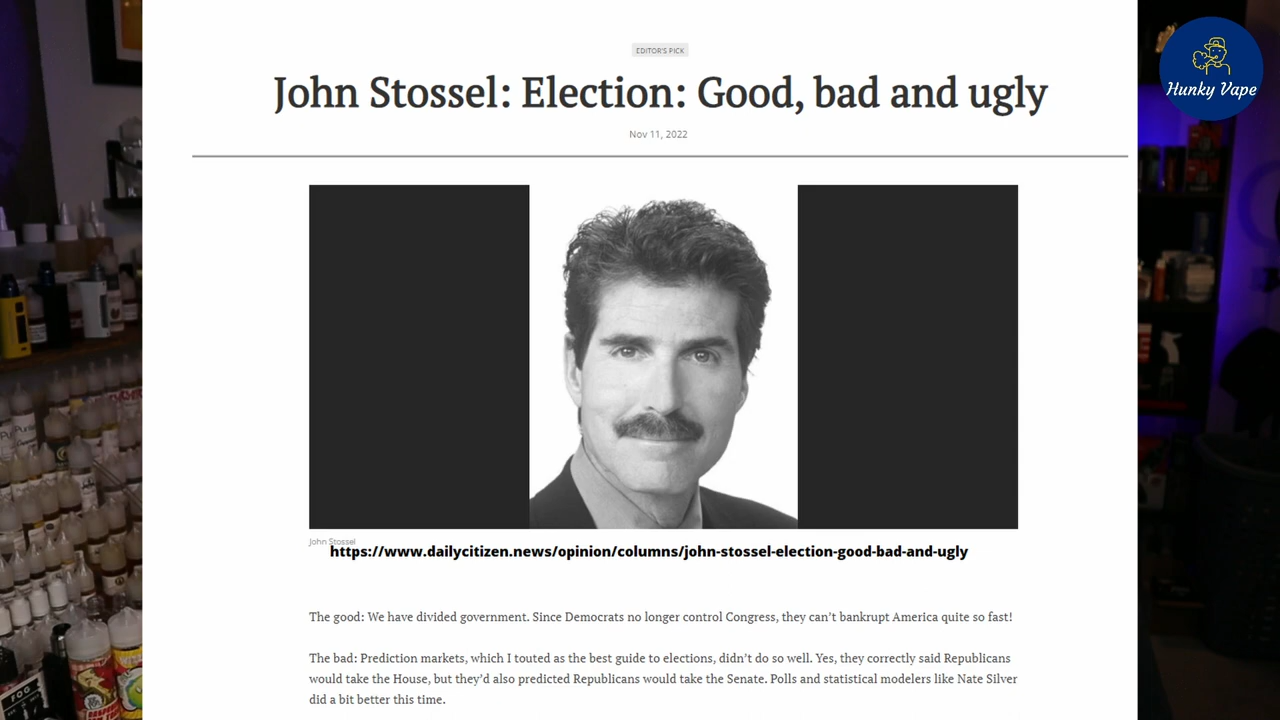 EDITOR'S PICK
John Stossel: Election: Good, bad and ugly
Nov 11, 2022
Hunky Vape
John Stossel
https://www.dailycitizen.news/opinion/columns/john-stossel-election-good-bad-and-ugly
The good: We have divided government. Since Democrats no longer control Congress, they can't bankrupt America quite so fast!
The bad: Prediction markets, which I touted as the best guide to elections, didn't do so well. Yes, they correctly said Republicans
would take the House, but they'd also predicted Republicans would take the Senate. Polls and statistical modelers like Nate Silver
did a bit better this time.
FOG